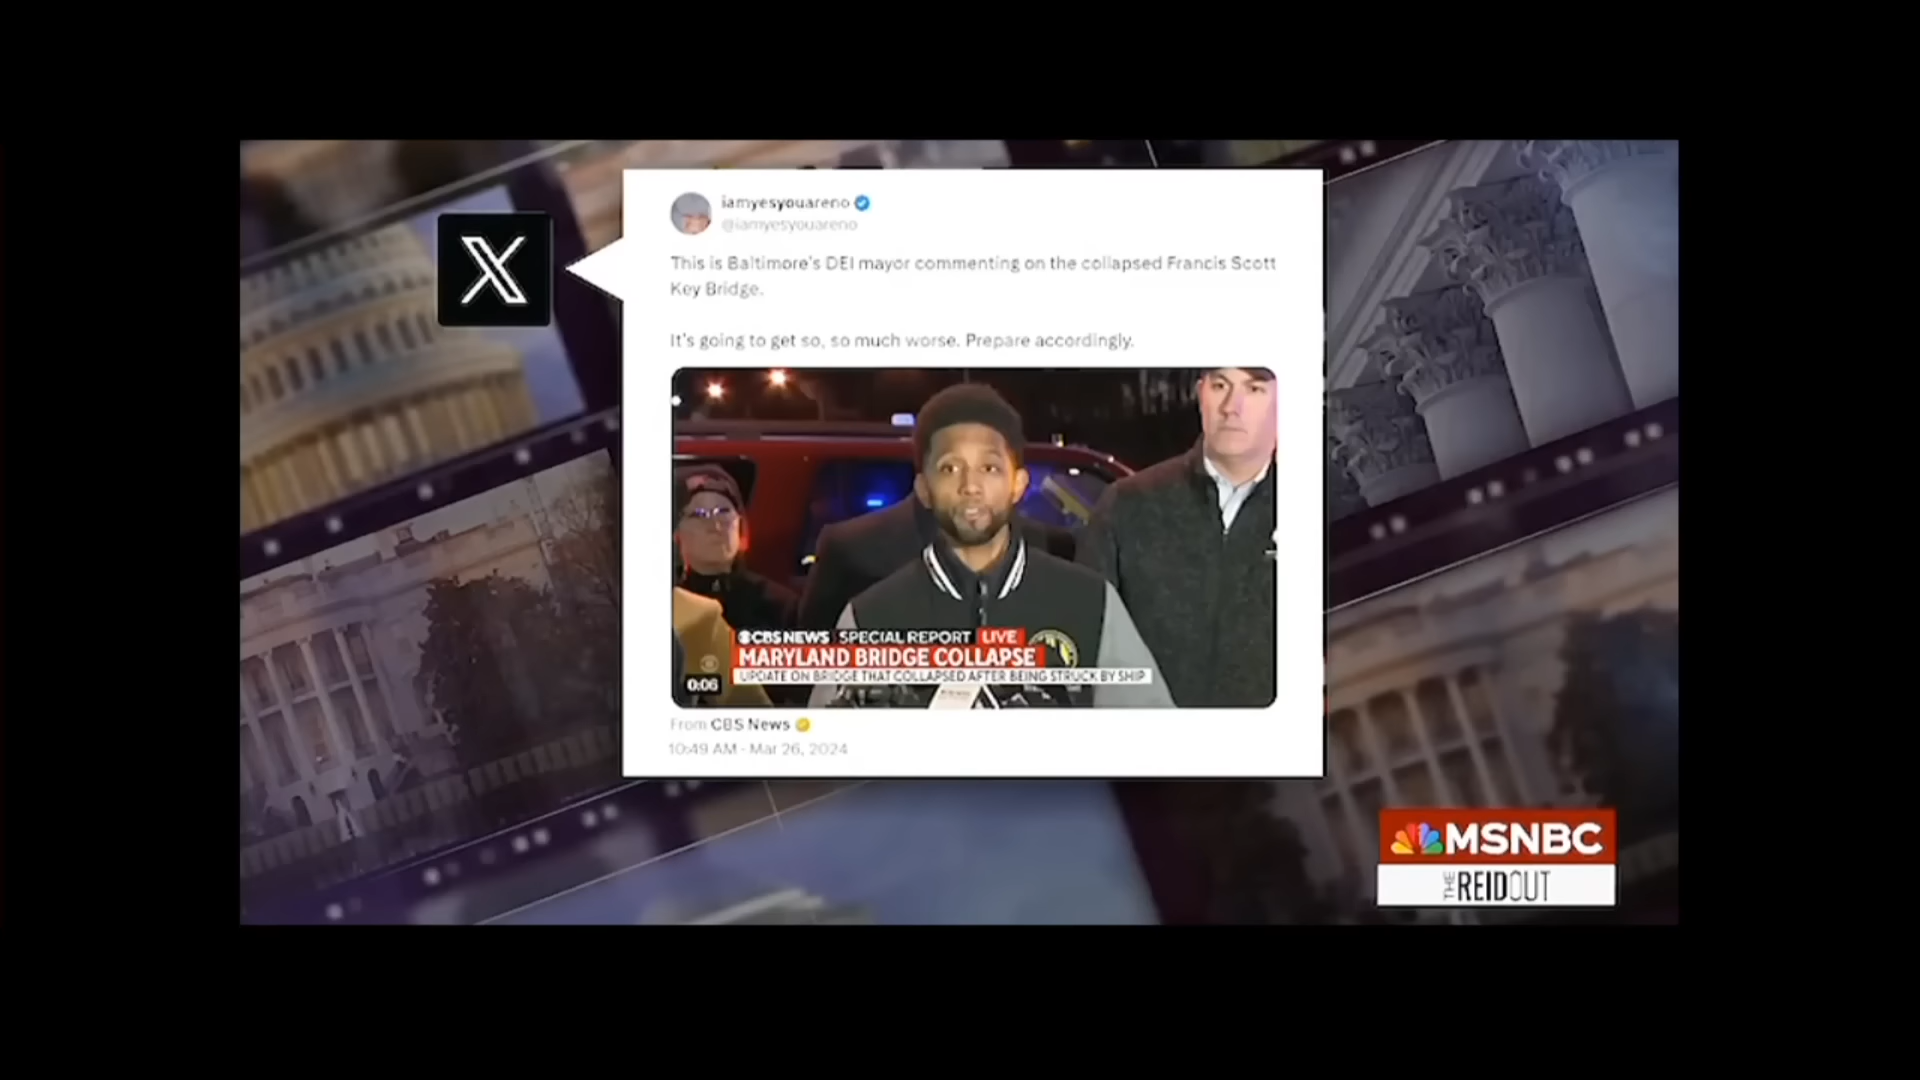 X
iamyesyouareno
@iamyesyouareno
This is Baltimore's DEI mayor commenting on the collapsed Francis Scott
Key Bridge.
It's going to get so, so much worse. Prepare accordingly.
CBS NEWS SPECIAL REPORT LIVE
MARYLAND BRIDGE COLLAPSE
UPDATE ON BRIDGE THAT COLLAPSED AFTER BEING STRUCK BY SHIP
0:06
From CBS News
10:49 AM - Mar 26, 2024
MSNBC
THE REIDOUT